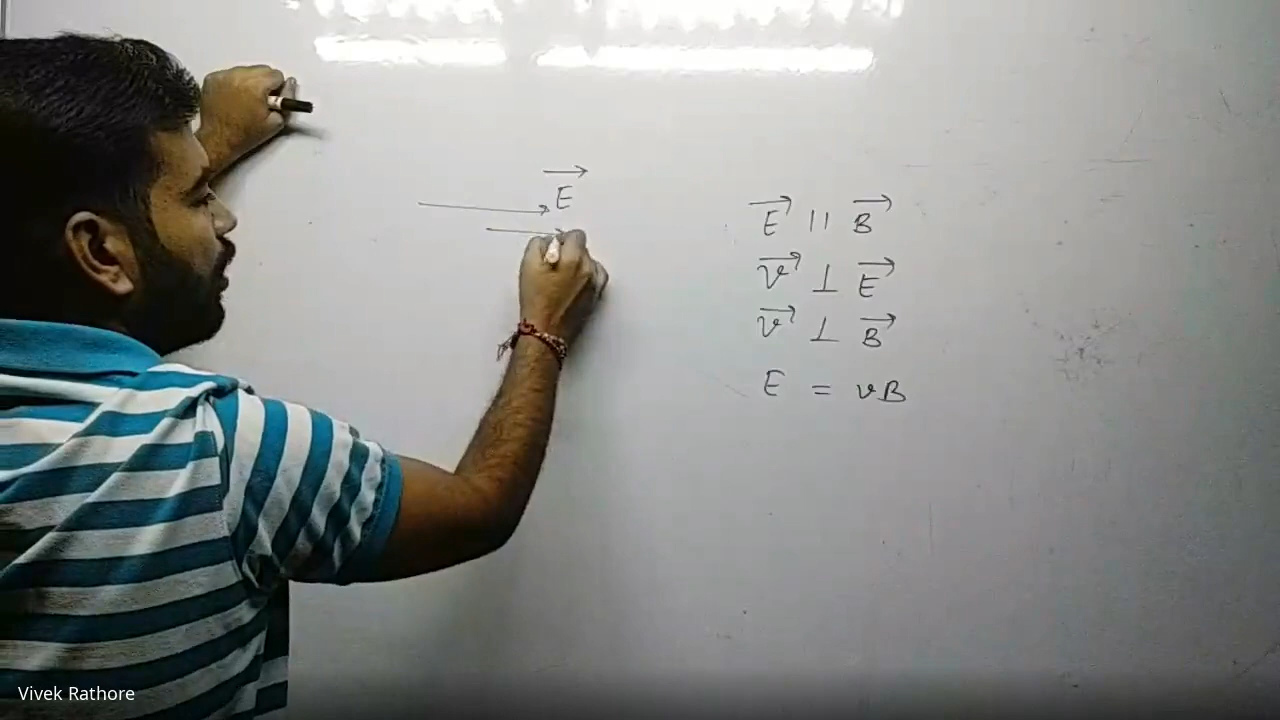 E
E || B
v ⊥ E
v ⊥ B
E = vB
Vivek Rathore